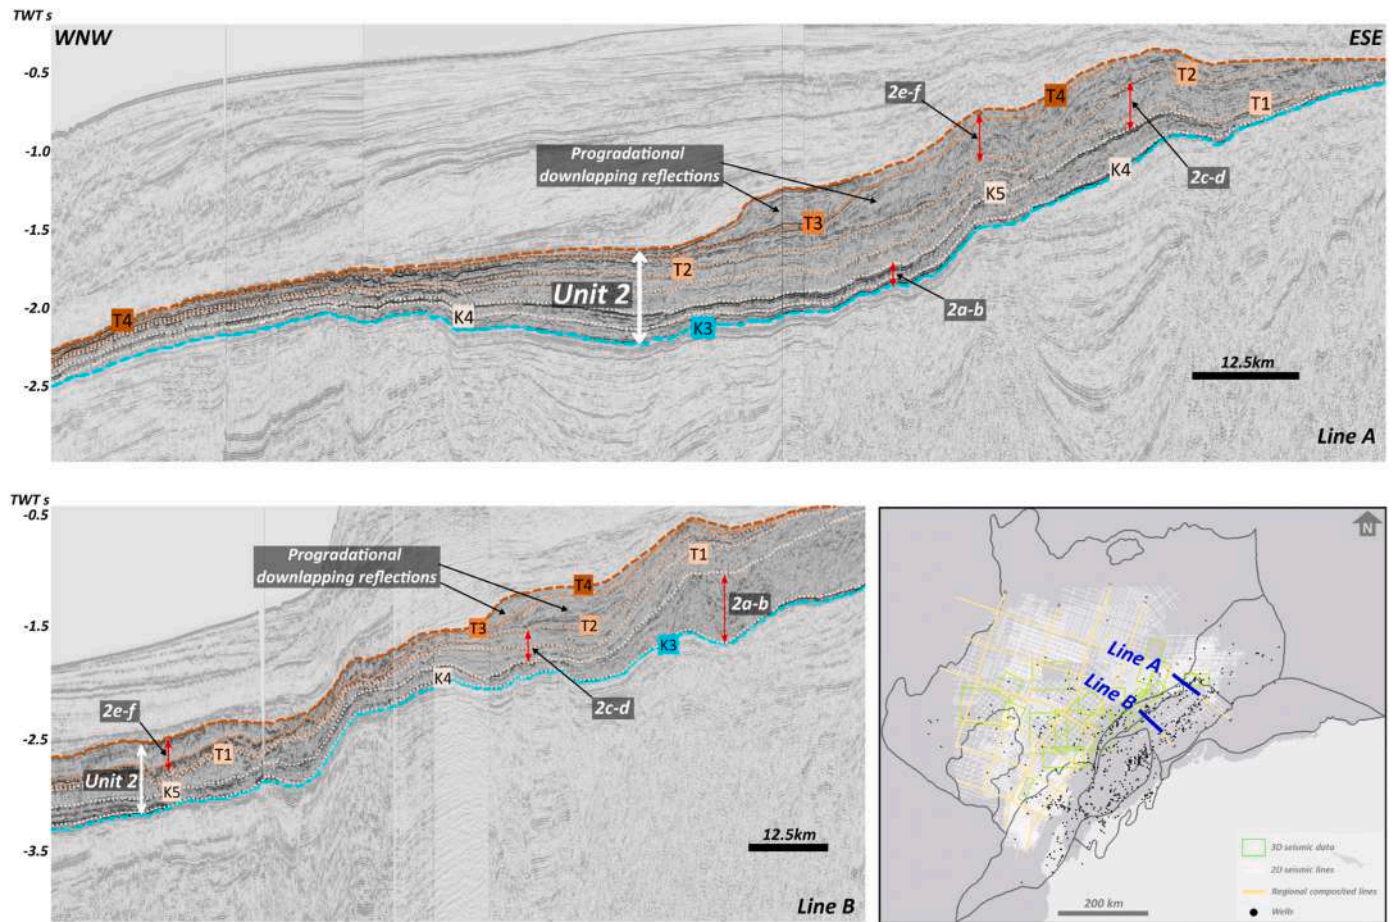 TWT s
WNW
ESE
-0.5
-1.0
-1.5
-2.0
-2.5
2e-f
T4
T2
T1
Progradational
downlapping reflections
K4
2c-d
K5
T3
T2
Unit 2
2a-b
T4
K4
K3
12.5km
Line A
TWT s
-0.5
-1.5
-2.5
-3.5
Progradational
downlapping reflections
T4
T1
2a-b
T3
T2
K3
K4
2c-d
2e-f
T1
Unit 2
K5
12.5km
Line B
N
Line A
Line B
3D seismic data
2D seismic lines
Regional composited lines
Wells
200 km